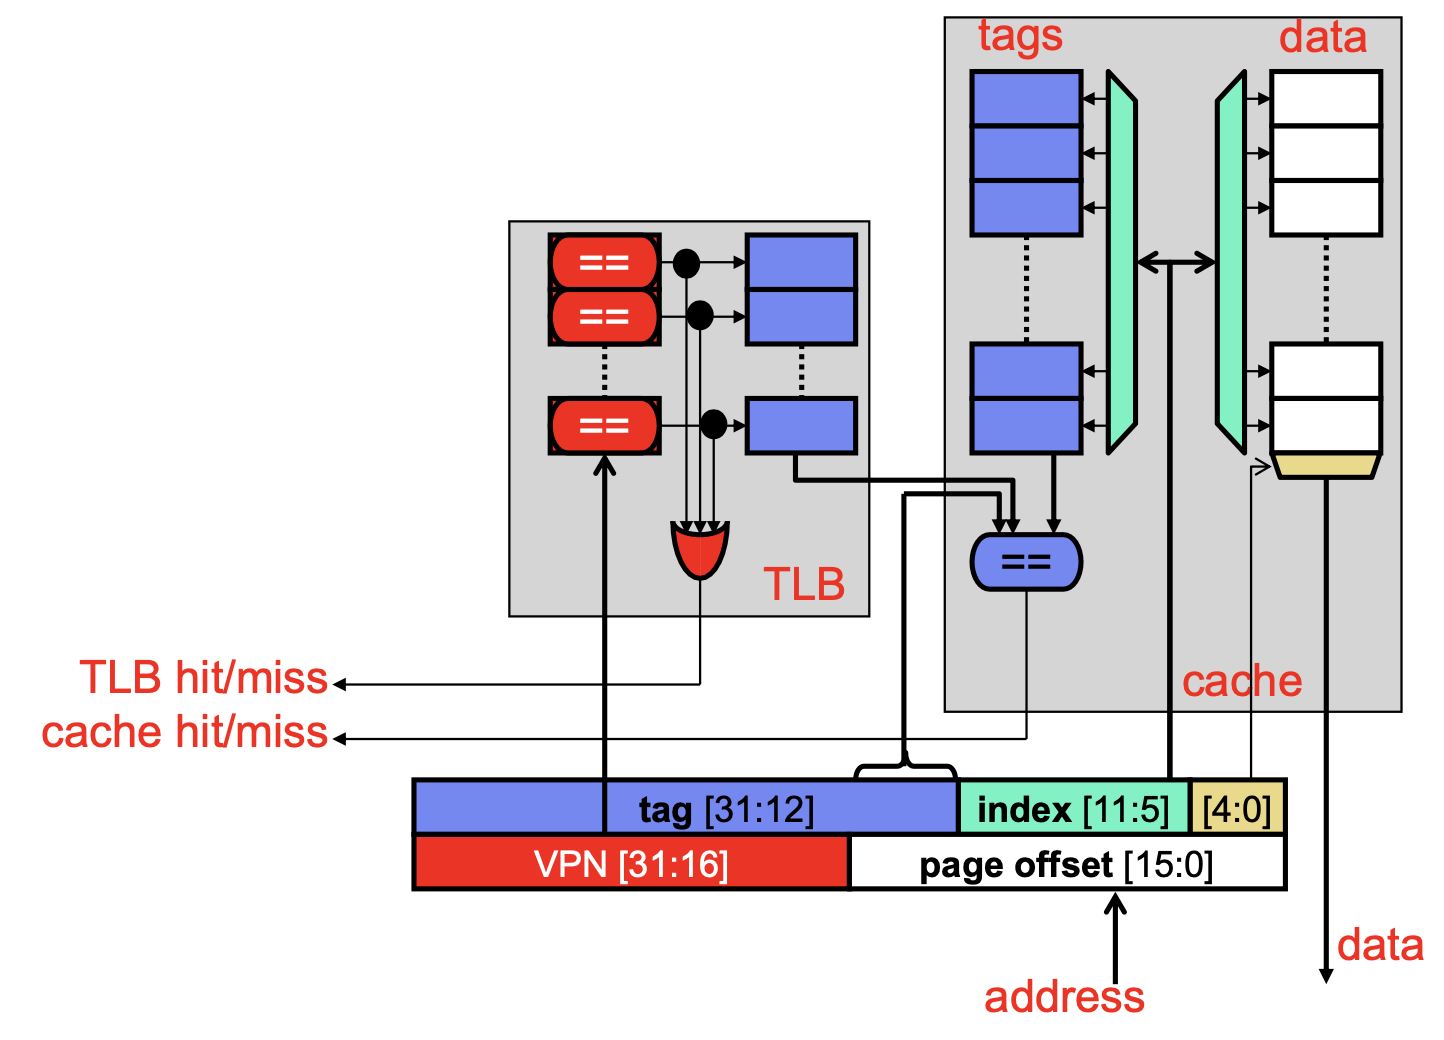 tags
data
==
==
==
==
TLB
TLB hit/miss
cache
cache hit/miss
tag [31:12]
index [11:5]
[4:0]
VPN [31:16]
page offset [15:0]
data
address